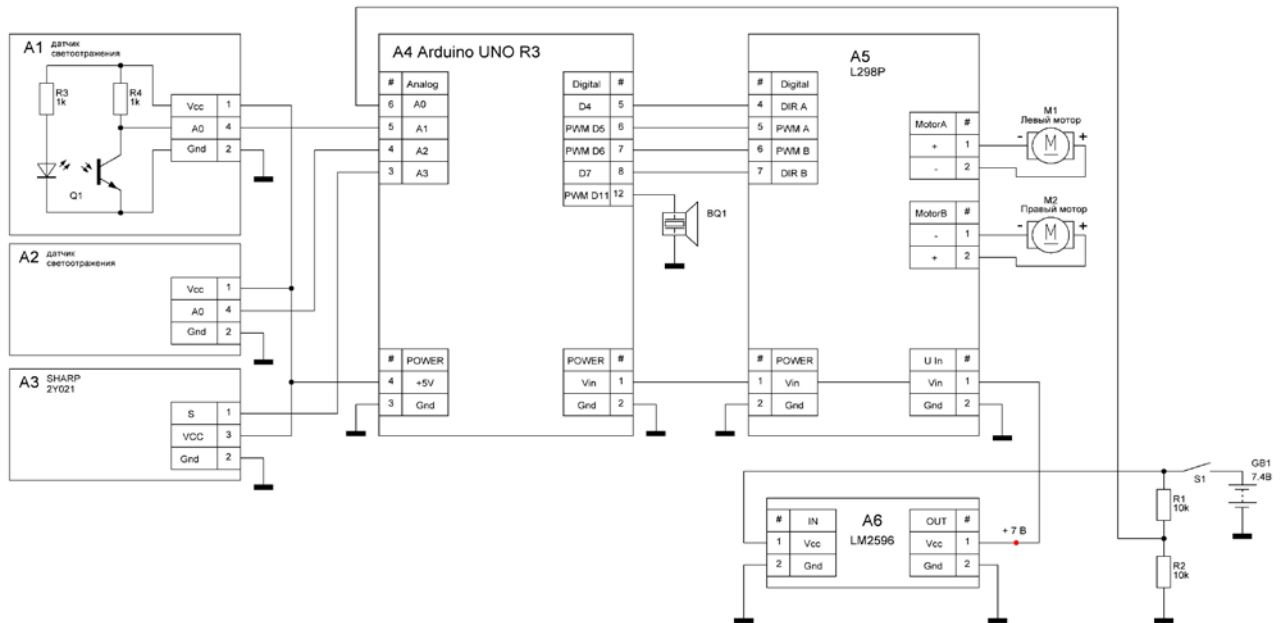 A1 датчик
светоотражения
R3
1k
R4
1k
Q1
Vcc 1
A0 4
Gnd 2
A2 датчик
светоотражения
Vcc 1
A0 4
Gnd 2
A3 SHARP
2Y021
S 1
VCC 3
Gnd 2
A4 Arduino UNO R3
# Analog
6 A0
5 A1
4 A2
3 A3
Digital #
D4 5
PWM D5 6
PWM D6 7
D7 8
PWM D11 12
BQ1
# POWER
4 +5V
3 Gnd
POWER #
Vin 1
Gnd 2
A5
L298P
# Digital
4 DIR A
5 PWM A
6 PWM B
7 DIR B
MotorA #
+ 1
- 2
MotorB #
- 1
+ 2
M1
Левый мотор
- M +
M2
Правый мотор
- M +
# POWER
1 Vin
2 Gnd
U In #
Vin 1
Gnd 2
A6
LM2596
# IN
1 Vcc
2 Gnd
OUT #
Vcc 1
Gnd 2
+ 7 В
S1
GB1
7.4В
R1
10k
R2
10k